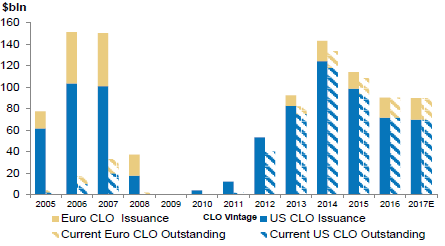 $bln
160
140
120
100
80
60
40
20
0
2005 2006 2007 2008 2009 2010 2011 2012 2013 2014 2015 2016 2017E
CLO Vintage
Euro CLO Issuance US CLO Issuance
Current Euro CLO Outstanding Current US CLO Outstanding